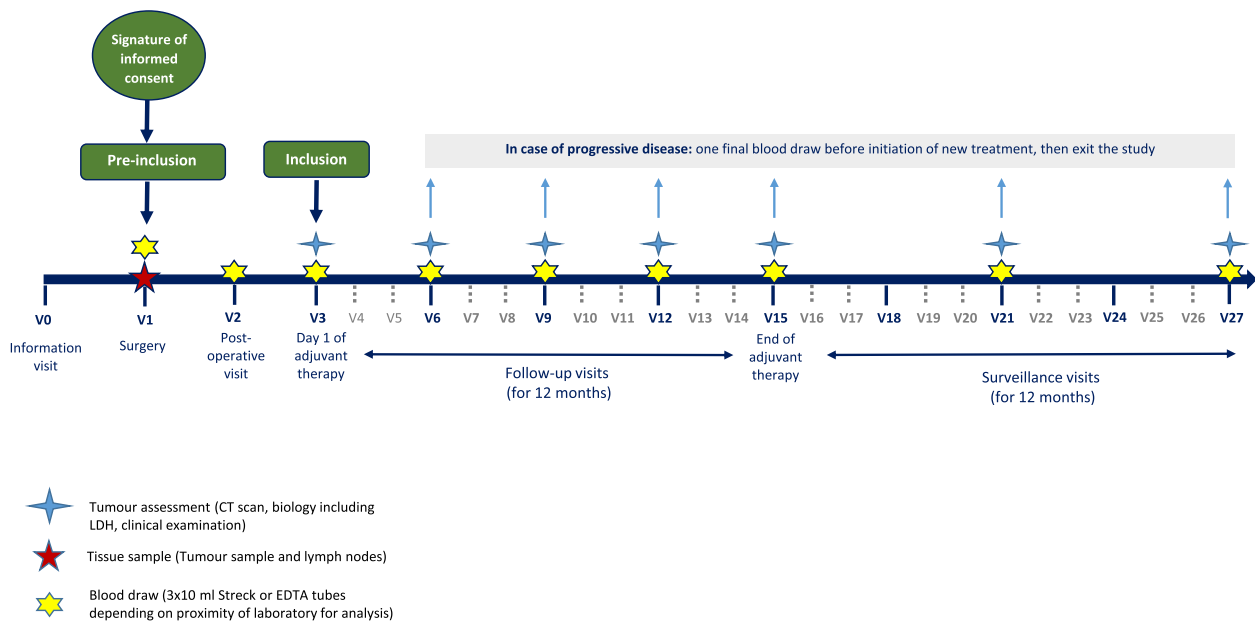 Signature of
informed
consent
Pre-inclusion
Inclusion
In case of progressive disease: one final blood draw before initiation of new treatment, then exit the study
V0
V1
V2
V3
V4
V5
V6
V7
V8
V9
V10
V11
V12
V13
V14
V15
V16
V17
V18
V19
V20
V21
V22
V23
V24
V25
V26
V27
Information
visit
Surgery
Post-
operative
visit
Day 1 of
adjuvant
therapy
Follow-up visits
(for 12 months)
End of
adjuvant
therapy
Surveillance visits
(for 12 months)
Tumour assessment (CT scan, biology including
LDH, clinical examination)
Tissue sample (Tumour sample and lymph nodes)
Blood draw (3x10 ml Streck or EDTA tubes
depending on proximity of laboratory for analysis)